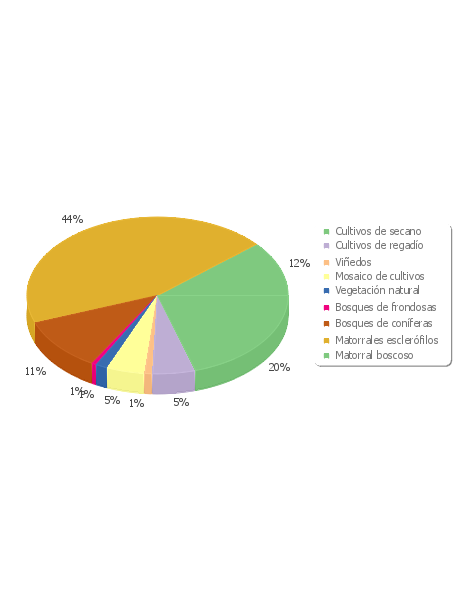 44%
12%
20%
5%
1%
5%
1%
1%
11%
Cultivos de secano
Cultivos de regadío
Viñedos
Mosaico de cultivos
Vegetación natural
Bosques de frondosas
Bosques de coníferas
Matorrales esclerófilos
Matorral boscoso